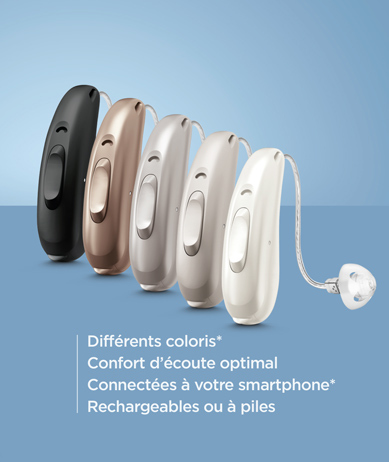 Différents coloris*
Confort d'écoute optimal
Connectées à votre smartphone*
Rechargeables ou à piles